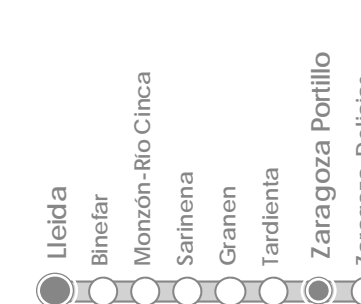 Lleida
Binefar
Monzón-Río Cinca
Sarinena
Granen
Tardienta
Zaragoza Portillo